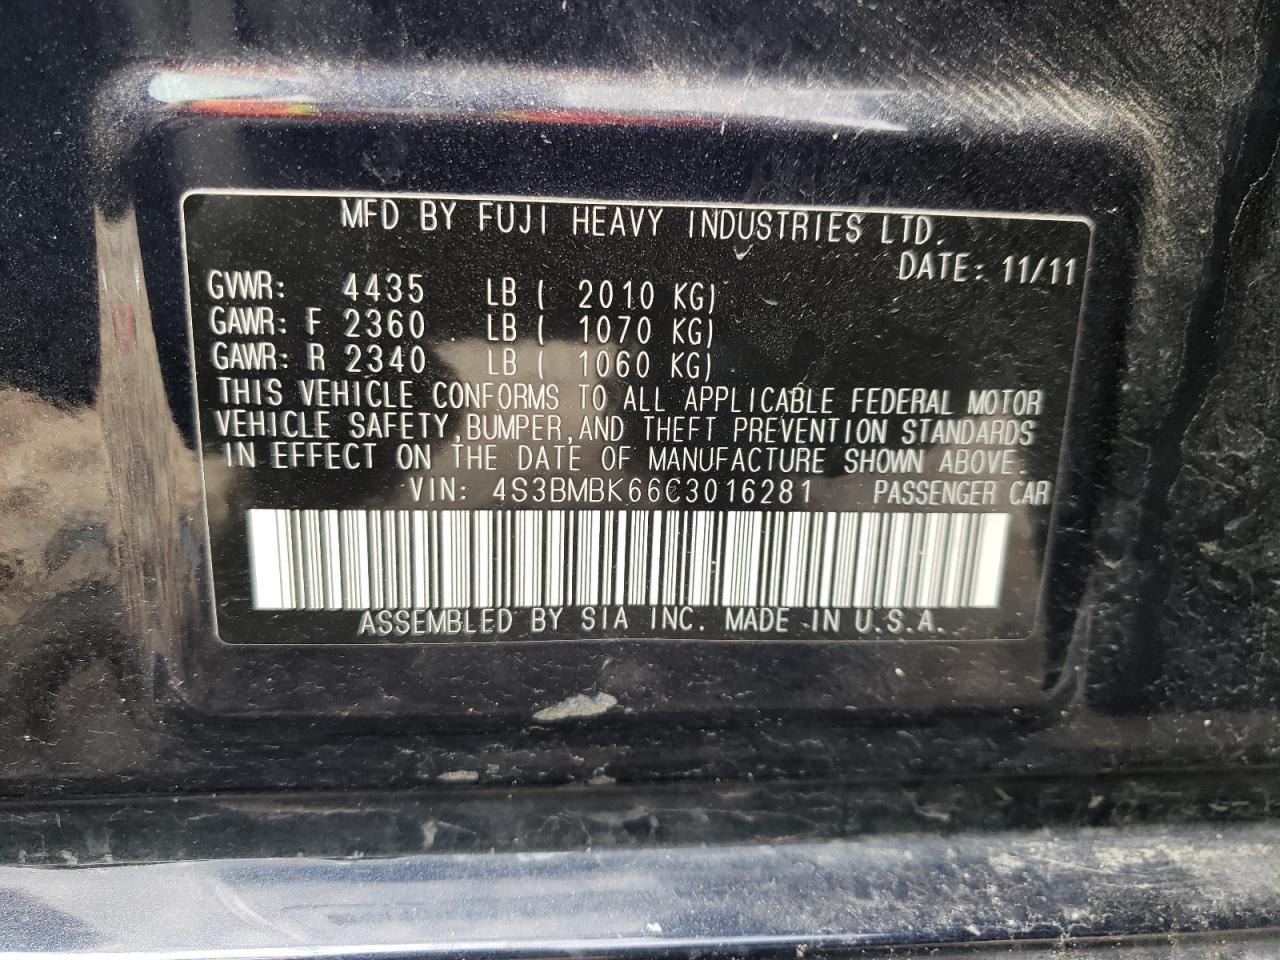 MFD BY FUJI HEAVY INDUSTRIES LTD.
DATE: 11/11
GVWR: 4435 LB ( 2010 KG)
GAWR: F 2360 LB ( 1070 KG)
GAWR: R 2340 LB ( 1060 KG)
THIS VEHICLE CONFORMS TO ALL APPLICABLE FEDERAL MOTOR
VEHICLE SAFETY, BUMPER, AND THEFT PREVENTION STANDARDS
IN EFFECT ON THE DATE OF MANUFACTURE SHOWN ABOVE.
VIN: 4S3BMBK66C3016281 PASSENGER CAR
ASSEMBLED BY SIA INC. MADE IN U.S.A.